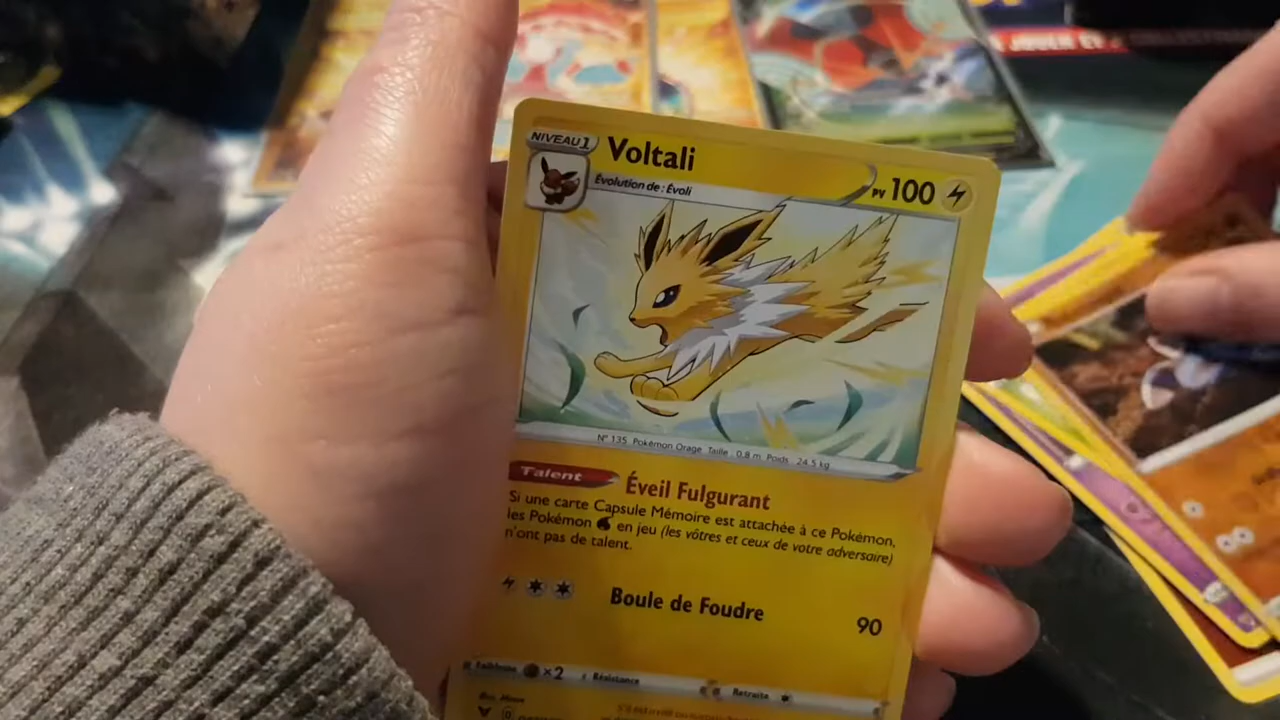 JOUER ET
NIVEAU 1
Voltali
PV 100
Évolution de : Évoli
N° 135 Pokémon Orage Taille : 0,8 m Poids : 24,5 kg
Talent
Éveil Fulgurant
Si une carte Capsule Mémoire est attachée à ce Pokémon,
les Pokémon en jeu (les vôtres et ceux de votre adversaire)
n'ont pas de talent.
Boule de Foudre
90
Faiblesse ×2 Résistance Retraite